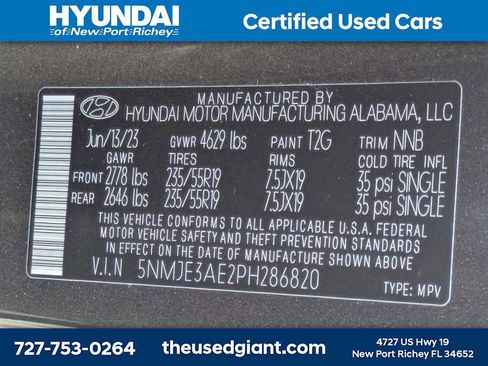 HYUNDAI
of New Port Richey
Certified Used Cars
MANUFACTURED BY
HYUNDAI MOTOR MANUFACTURING ALABAMA, LLC
Jun/13/23 GVWR 4629 lbs PAINT T2G TRIM NNB
GAWR TIRES RIMS COLD TIRE INFL
FRONT 2778 lbs 235/55R19 7.5JX19 35 psi SINGLE
REAR 2646 lbs 235/55R19 7.5JX19 35 psi SINGLE
THIS VEHICLE CONFORMS TO ALL APPLICABLE U.S.A. FEDERAL
MOTOR VEHICLE SAFETY AND THEFT PREVENTION STANDARDS
IN EFFECT ON THE DATE OF MANUFACTURE SHOWN ABOVE.
V.I.N 5NMJE3AE2PH286820 TYPE: MPV
727-753-0264
theusedgiant.com
4727 US Hwy 19
New Port Richey FL 34652